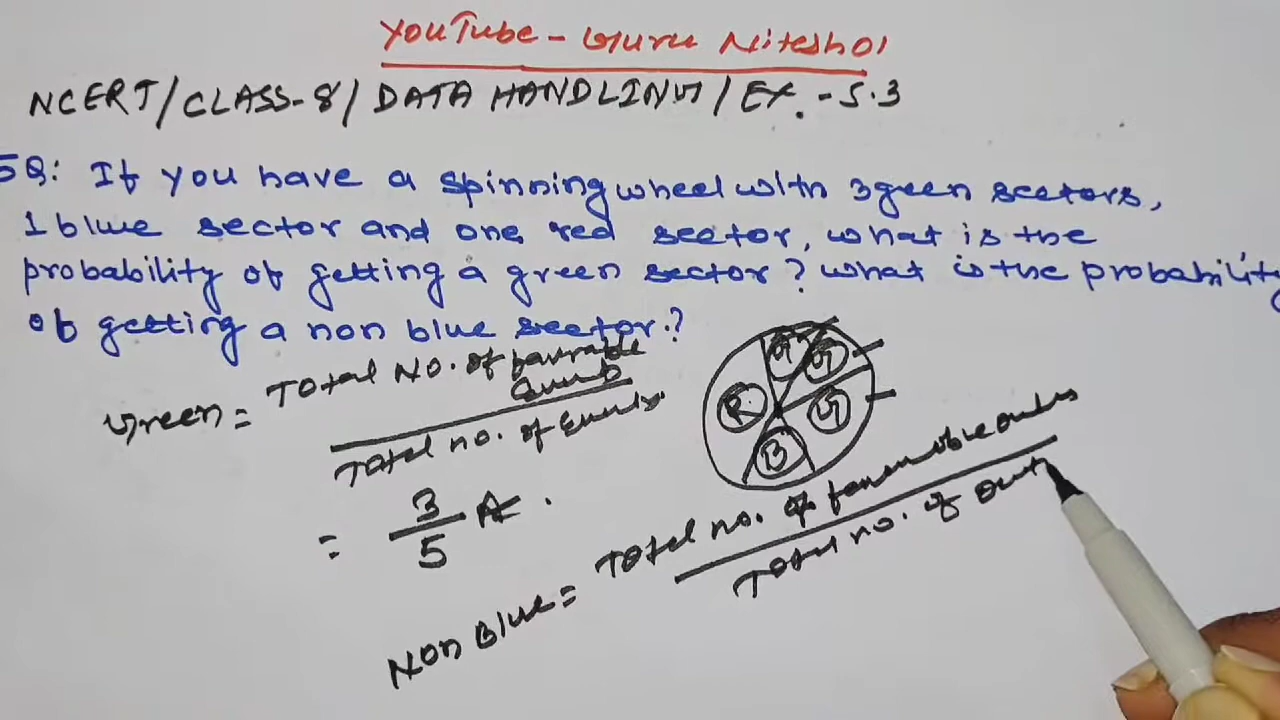 YouTube - Guru Nitesh01
NCERT/CLASS-8/DATA HANDLING/EX.-5.3
5Q: If you have a spinning wheel with 3 green sectors,
1 blue sector and one red sector, what is the
probability of getting a green sector? what is the probability
of getting a non blue sector.?
Green = Total No. of
Total no. of
= 3
5
G G
R G
B
Non Blue = Total no. of
Total no. of out